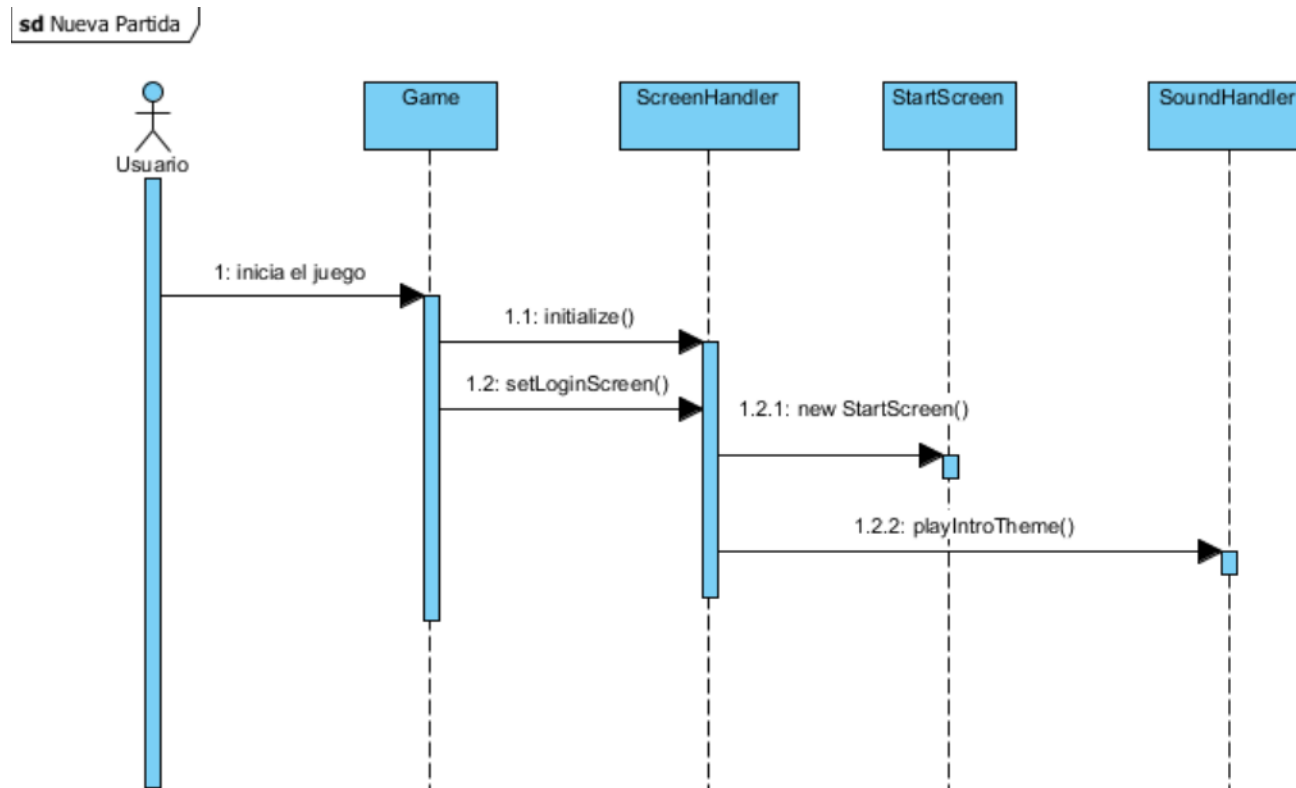 sd Nueva Partida
Usuario
Game
ScreenHandler
StartScreen
SoundHandler
1: inicia el juego
1.1: initialize()
1.2: setLoginScreen()
1.2.1: new StartScreen()
1.2.2: playIntroTheme()